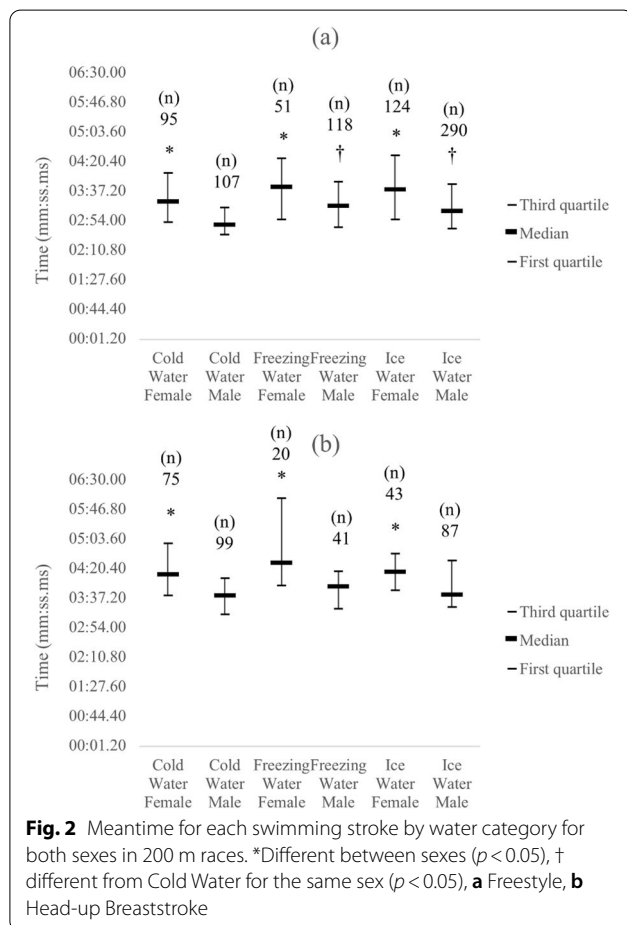 (a)
06:30.00
05:46.80
05:03.60
04:20.40
03:37.20
02:54.00
02:10.80
01:27.60
00:44.40
00:01.20
Time (mm:ss.ms)
(n)
95
*
(n)
107
(n)
51
*
(n)
118
†
(n)
124
*
(n)
290
†
Third quartile
Median
First quartile
Cold
Water
Female
Cold
Water
Male
Freezing
Water
Female
Freezing
Water
Male
Ice
Water
Female
Ice
Water
Male
(b)
06:30.00
05:46.80
05:03.60
04:20.40
03:37.20
02:54.00
02:10.80
01:27.60
00:44.40
00:01.20
Time (mm:ss.ms)
(n)
75
*
(n)
99
(n)
20
*
(n)
41
(n)
43
*
(n)
87
Third quartile
Median
First quartile
Cold
Water
Female
Cold
Water
Male
Freezing
Water
Female
Freezing
Water
Male
Ice
Water
Female
Ice
Water
Male
Fig. 2 Meantime for each swimming stroke by water category for
both sexes in 200 m races. *Different between sexes (p < 0.05), †
different from Cold Water for the same sex (p < 0.05), a Freestyle, b
Head-up Breaststroke